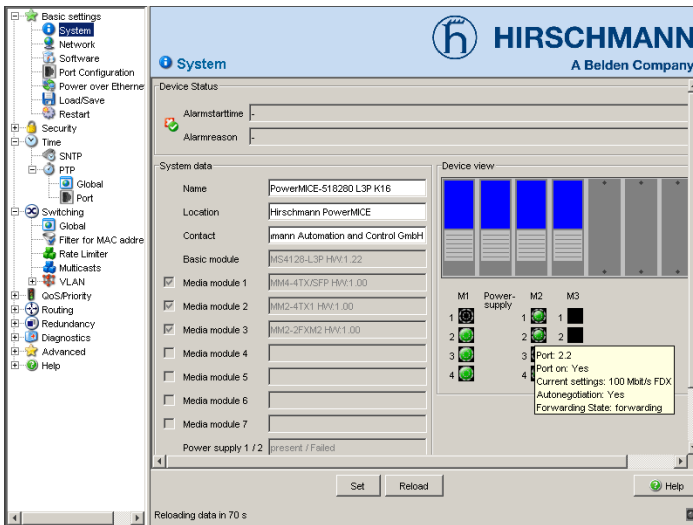 Basic settings
System
Network
Software
Port Configuration
Power over Etherne
Load/Save
Restart
Security
Time
SNTP
PTP
Global
Port
Switching
Global
Filter for MAC addre
Rate Limiter
Multicasts
VLAN
QoS/Priority
Routing
Redundancy
Diagnostics
Advanced
Help
System
HIRSCHMANN
A Belden Company
Device Status
Alarmstarttime -
Alarmreason -
System data
Name PowerMICE-518280 L3P K16
Location Hirschmann PowerMICE
Contact mann Automation and Control GmbH
Basic module MS4128-L3P HW:1.22
Media module 1 MM4-4TX/SFP HW:1.00
Media module 2 MM2-4TX1 HW:1.00
Media module 3 MM2-2FXM2 HW:1.00
Media module 4
Media module 5
Media module 6
Media module 7
Power supply 1 / 2 present / Failed
Device view
M1 Power-supply M2 M3
1 1 1
2 2 2
3 3
4 4
Port: 2.2
Port on: Yes
Current settings: 100 Mbit/s FDX
Autonegotiation: Yes
Forwarding State: forwarding
Set Reload Help
Reloading data in 70 s